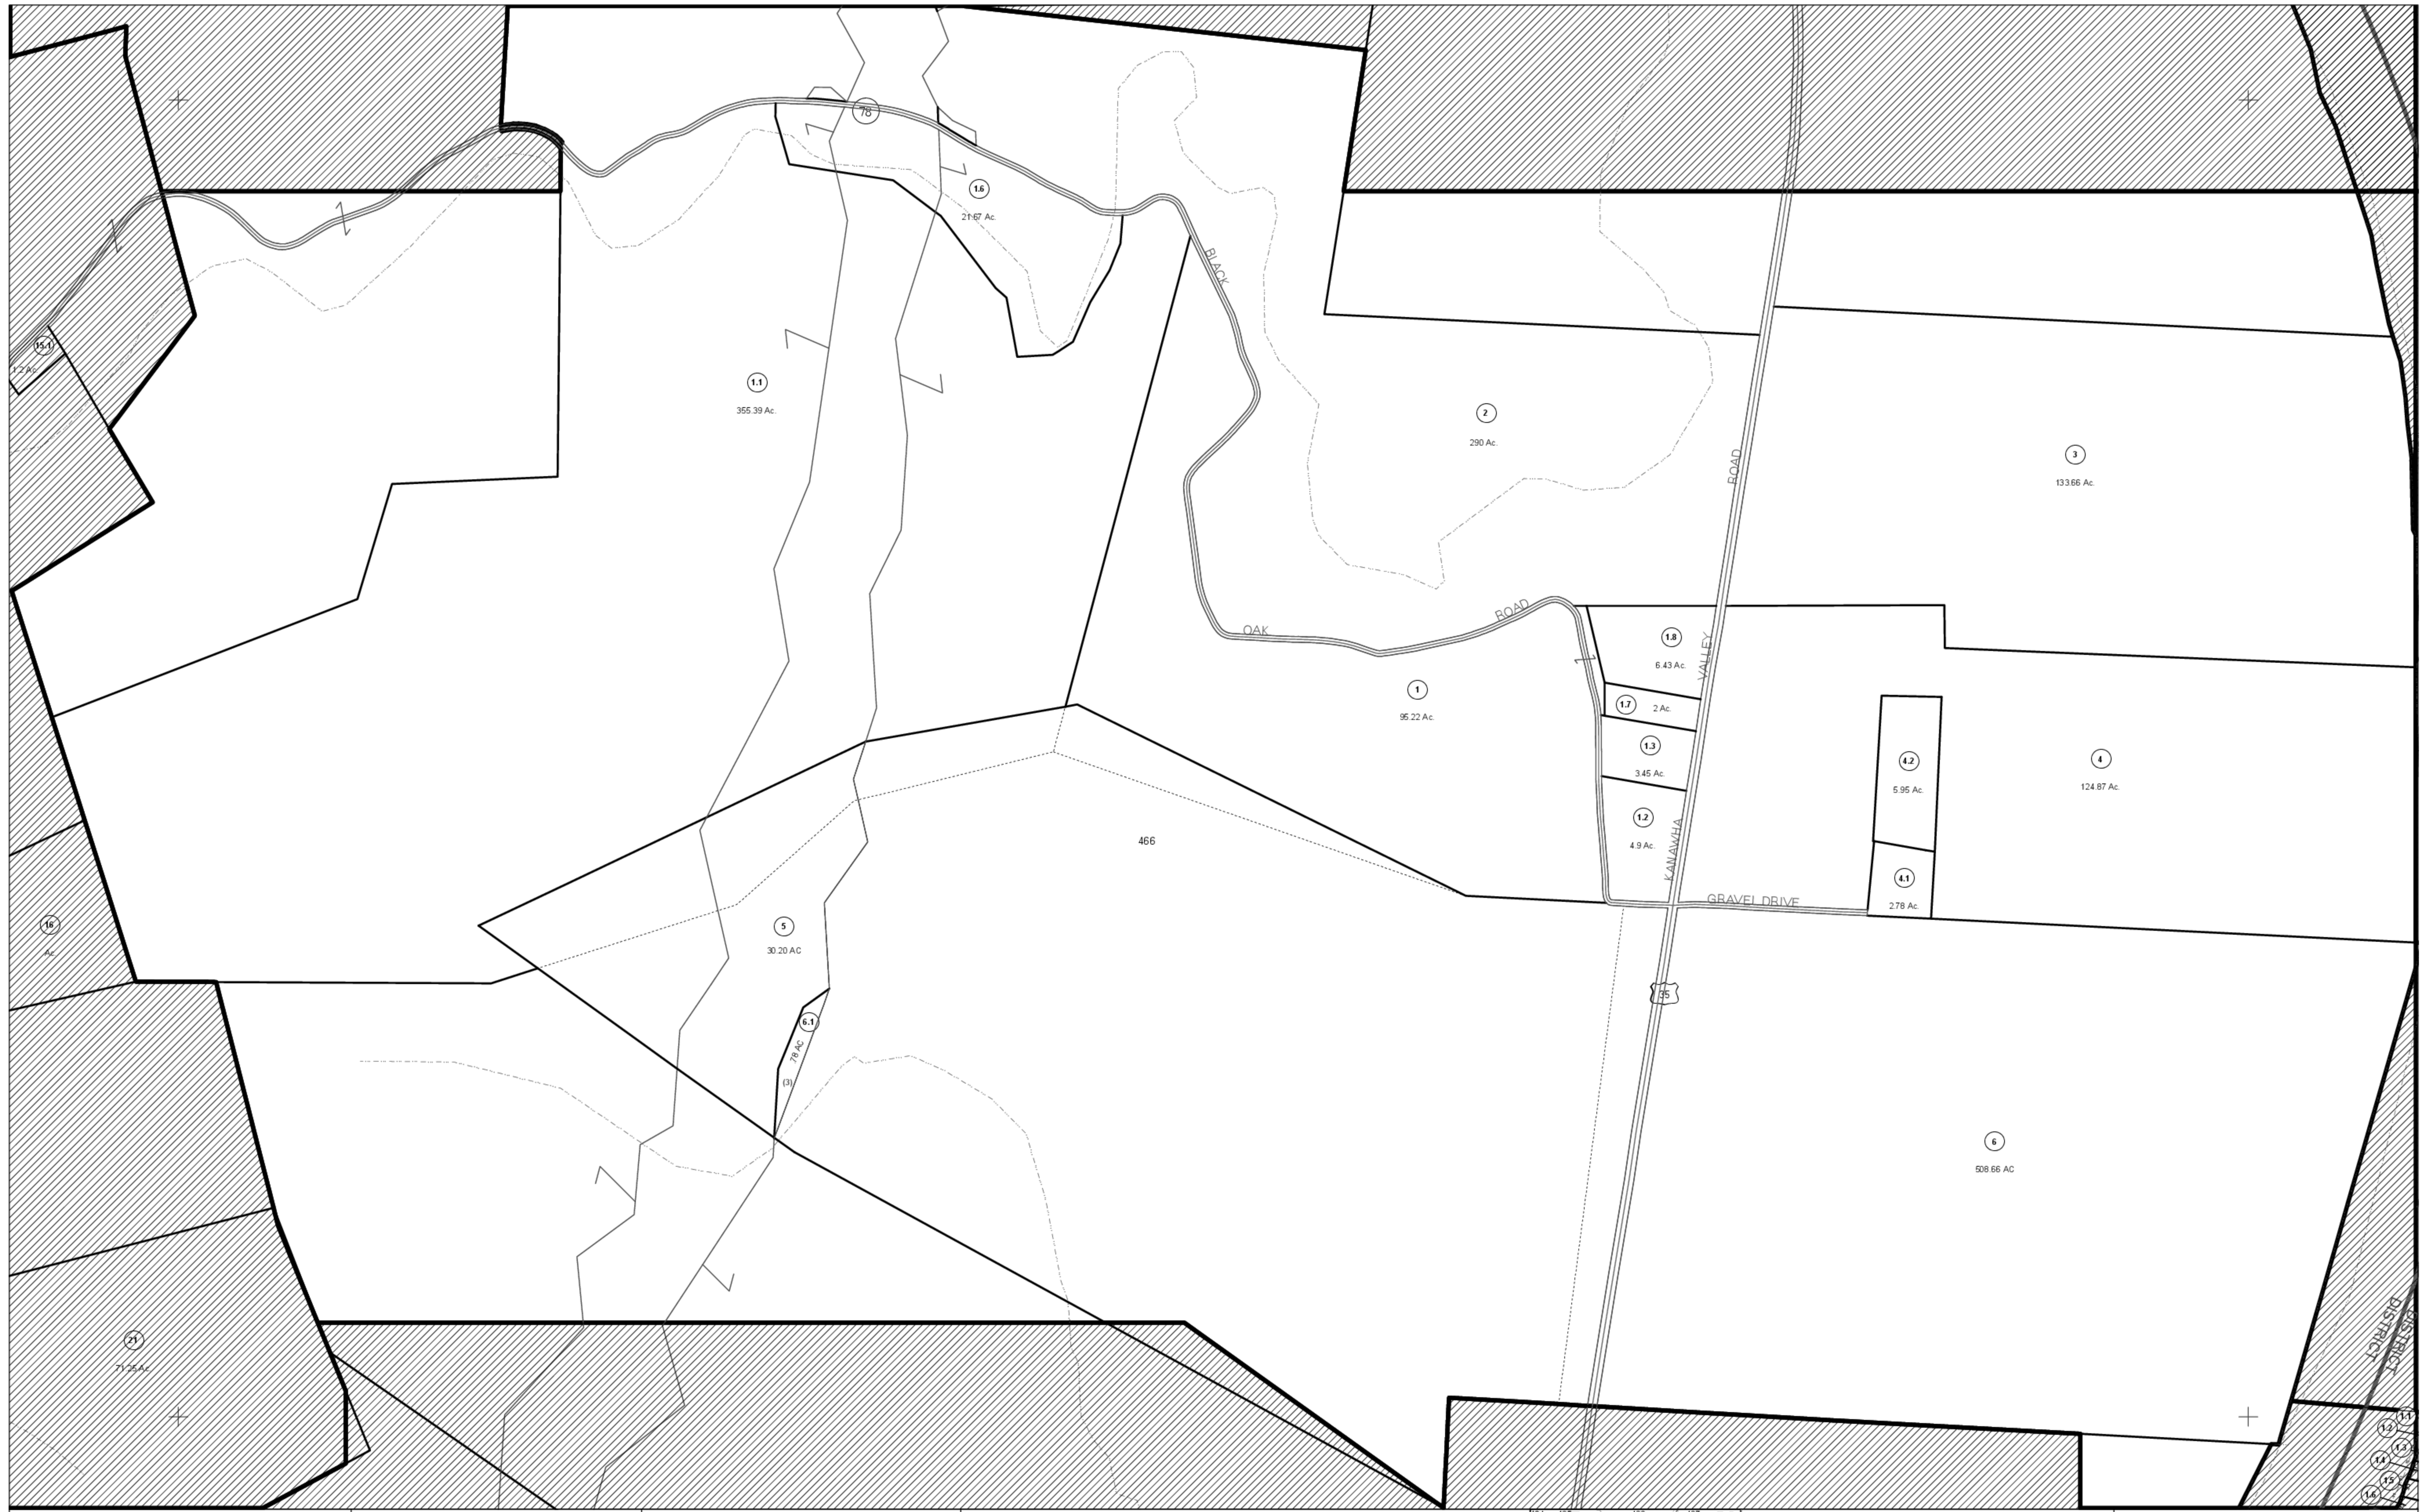 78
1.6
21.67 Ac.
BLACK
15.1
1.2 Ac.
1.1
355.39 Ac.
2
290 Ac.
ROAD
3
133.66 Ac.
OAK
ROAD
1.8
6.43 Ac.
VALLEY
1
95.22 Ac.
1.7
2 Ac.
1.3
3.45 Ac.
4.2
5.95 Ac.
4
124.87 Ac.
1.2
4.9 Ac.
KANAWHA
466
4.1
2.78 Ac.
GRAVEL DRIVE
16
Ac.
5
30.20 AC
35
6.1
78 AC
(3)
6
508.66 AC
21
71.25 Ac.
DISTRICT
DISTRICT
1.1
1.2
1.3
1.4
1.5
1.6